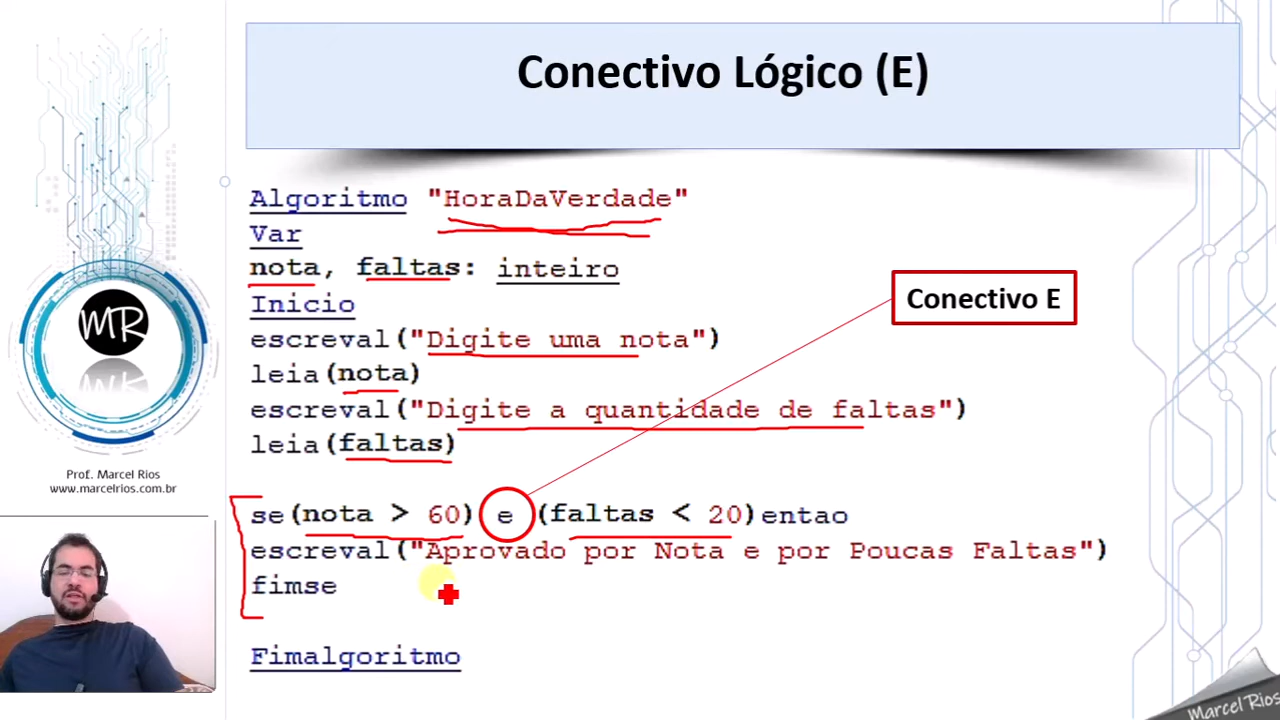 Conectivo Lógico (E)
Algoritmo "HoraDaVerdade"
Var
nota, faltas: inteiro
Inicio
Conectivo E
escreval("Digite uma nota")
leia(nota)
escreval("Digite a quantidade de faltas")
leia(faltas)
se(nota > 60) e (faltas < 20)entao
escreval("Aprovado por Nota e por Poucas Faltas")
fimse
Fimalgoritmo
MR
Prof. Marcel Rios
www.marcelrios.com.br
Marcel Rios